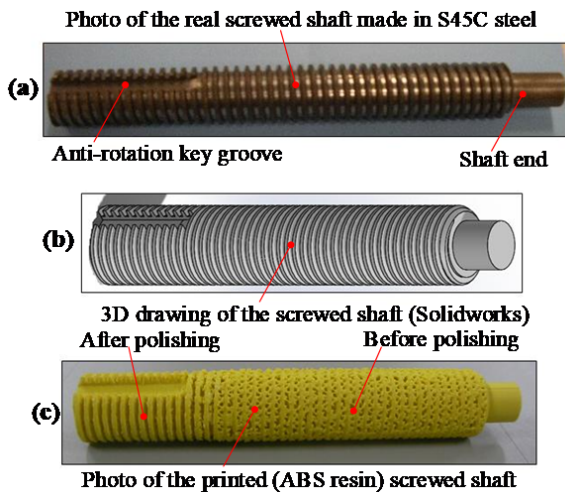 Photo of the real screwed shaft made in S45C steel
(a)
Anti-rotation key groove
Shaft end
(b)
3D drawing of the screwed shaft (Solidworks)
After polishing
Before polishing
(c)
Photo of the printed (ABS resin) screwed shaft